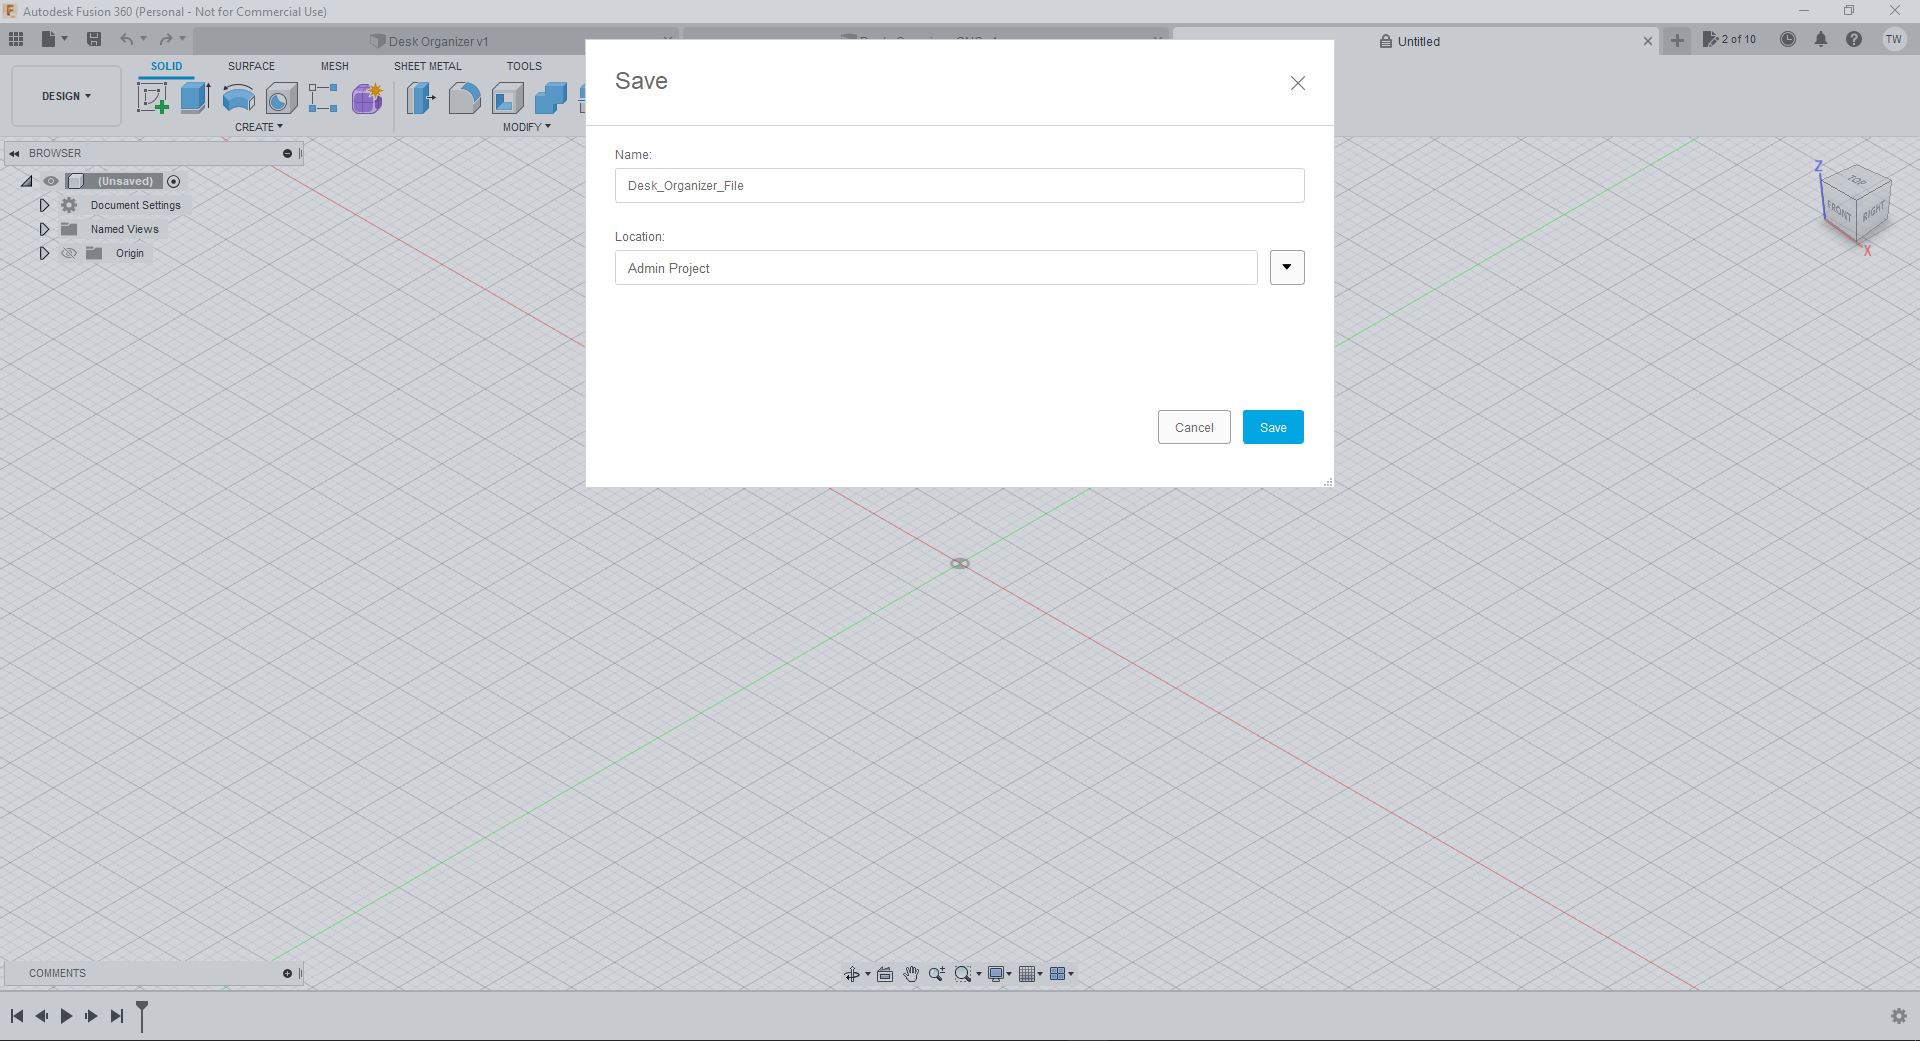 Autodesk Fusion 360 (Personal - Not for Commercial Use)
Desk Organizer v1
Untitled
2 of 10
TW
DESIGN
SOLID
SURFACE
MESH
SHEET METAL
TOOLS
CREATE
MODIFY
BROWSER
(Unsaved)
Document Settings
Named Views
Origin
Save
Name:
Desk_Organizer_File
Location:
Admin Project
Cancel
Save
Z
TOP
FRONT
RIGHT
X
COMMENTS